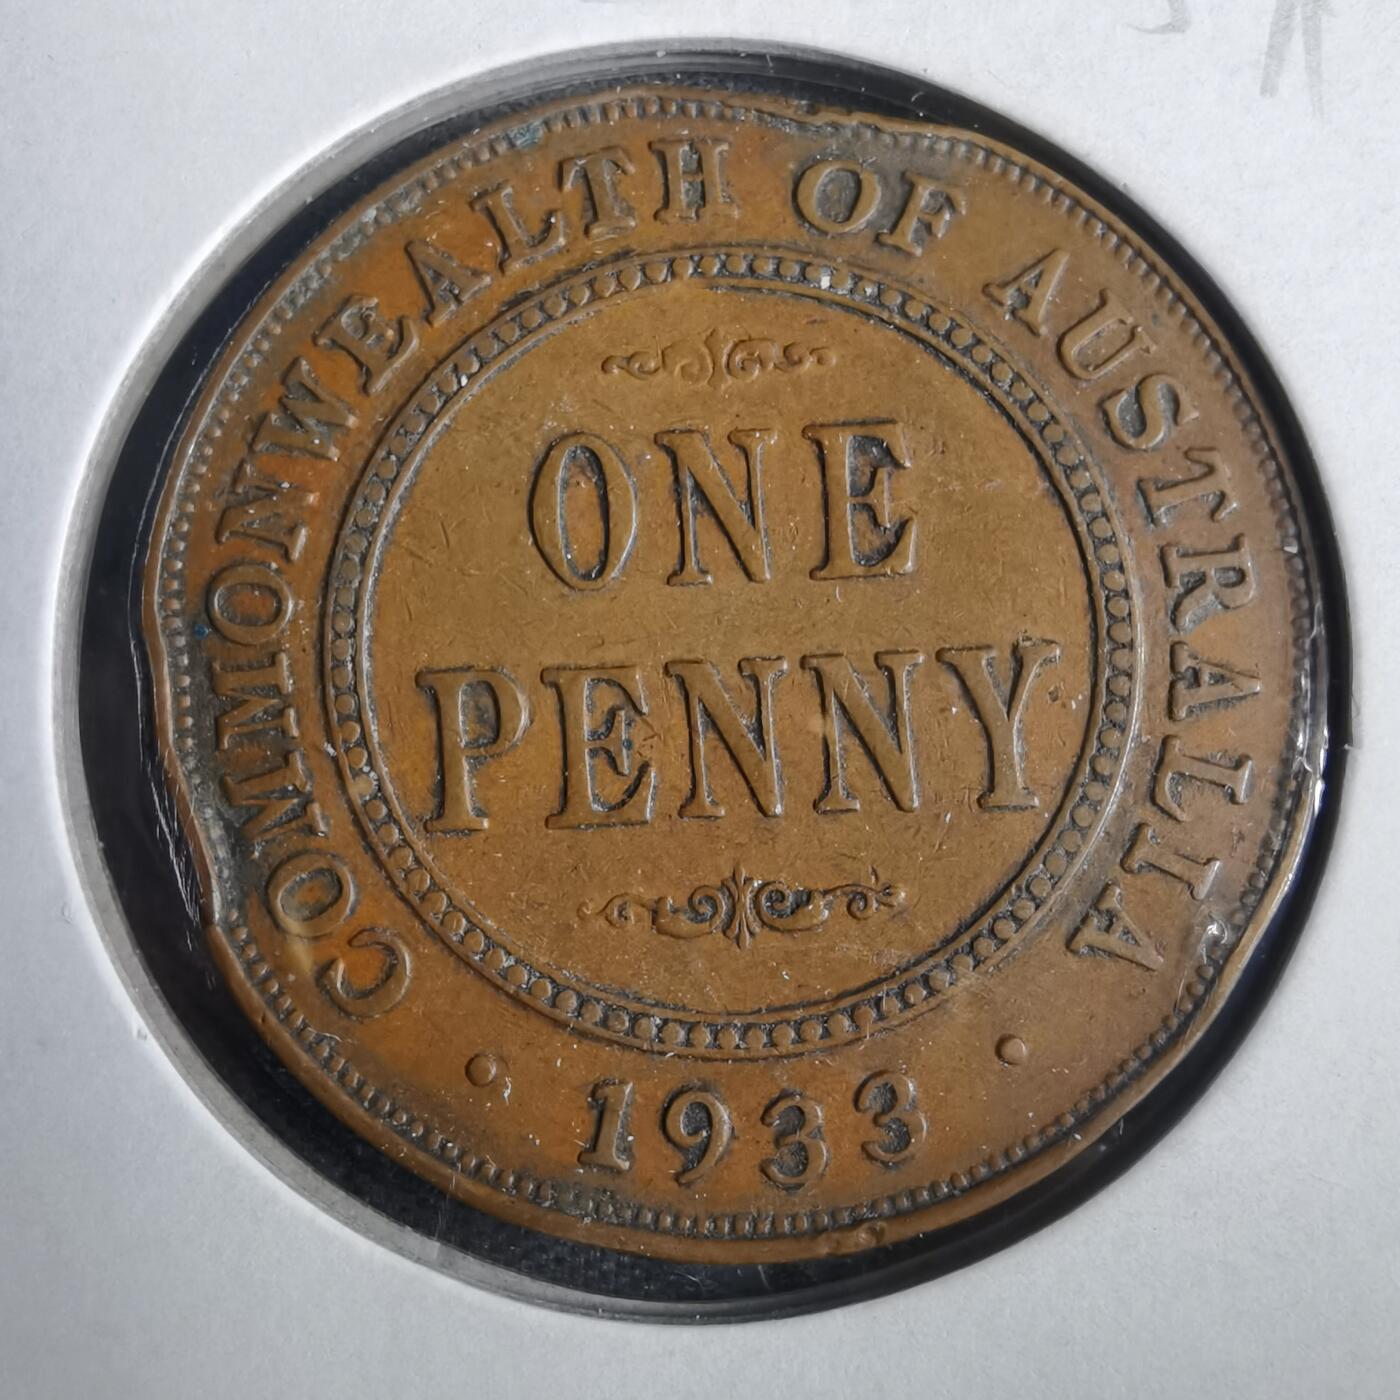 COMMONWEALTH OF AUSTRALIA
ONE
PENNY
· 1933 ·